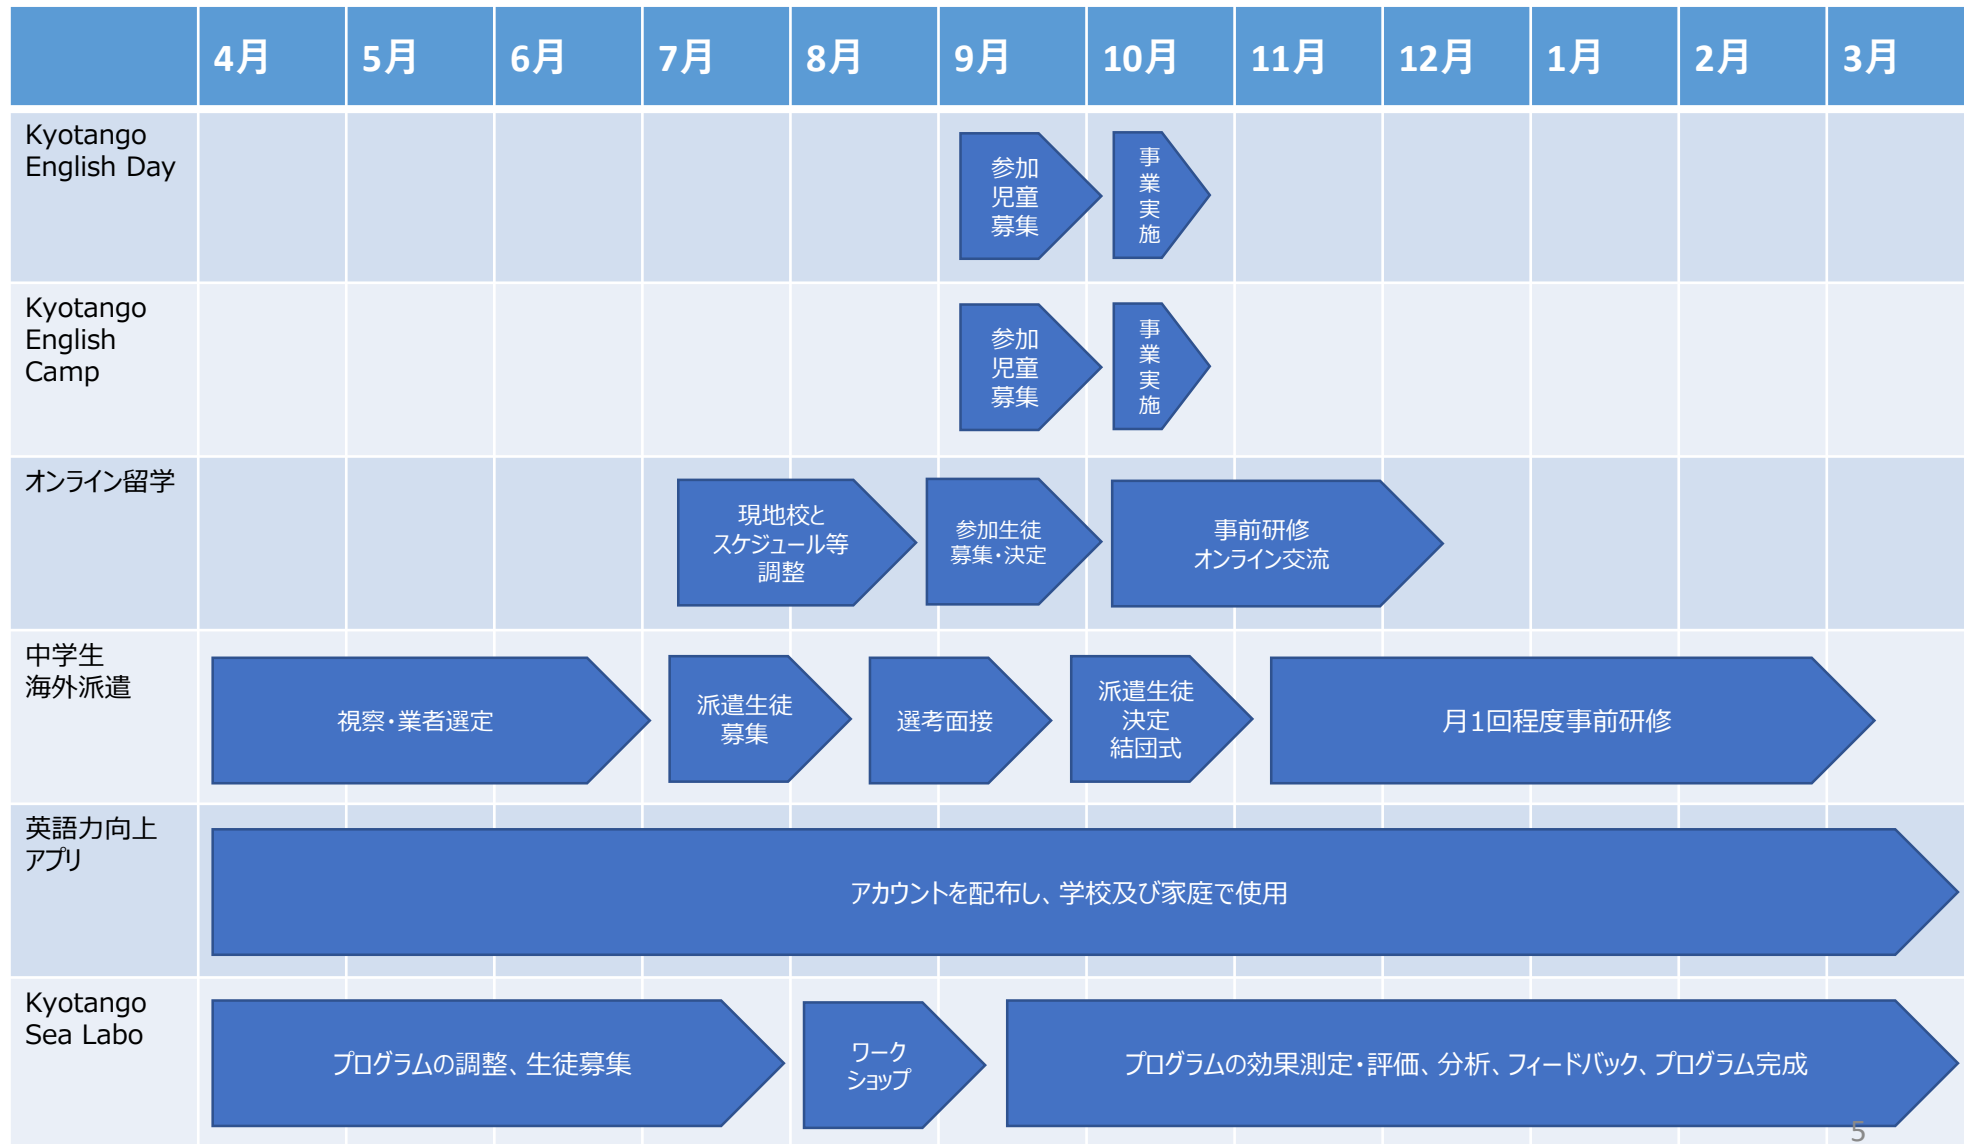 4月 5月 6月 7月 8月 9月 10月 11月 12月 1月 2月 3月
Kyotango
English Day
参加
児童
募集
事
業
実
施
Kyotango
English
Camp
参加
児童
募集
事
業
実
施
オンライン留学
現地校と
スケジュール等
調整
参加生徒
募集・決定
事前研修
オンライン交流
中学生
海外派遣
視察・業者選定
派遣生徒
募集
選考面接
派遣生徒
決定
結団式
月1回程度事前研修
英語力向上
アプリ
アカウントを配布し、学校及び家庭で使用
Kyotango
Sea Labo
プログラムの調整、生徒募集
ワーク
ショップ
プログラムの効果測定・評価、分析、フィードバック、プログラム完成
5